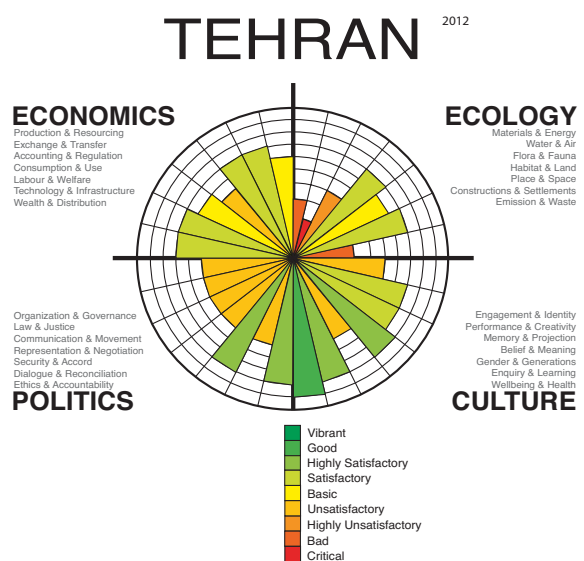 TEHRAN 2012
ECONOMICS
Production & Resourcing
Exchange & Transfer
Accounting & Regulation
Consumption & Use
Labour & Welfare
Technology & Infrastructure
Wealth & Distribution
ECOLOGY
Materials & Energy
Water & Air
Flora & Fauna
Habitat & Land
Place & Space
Constructions & Settlements
Emission & Waste
Organization & Governance
Law & Justice
Communication & Movement
Representation & Negotiation
Security & Accord
Dialogue & Reconciliation
Ethics & Accountability
POLITICS
Engagement & Identity
Performance & Creativity
Memory & Projection
Belief & Meaning
Gender & Generations
Enquiry & Learning
Wellbeing & Health
CULTURE
Vibrant
Good
Highly Satisfactory
Satisfactory
Basic
Unsatisfactory
Highly Unsatisfactory
Bad
Critical